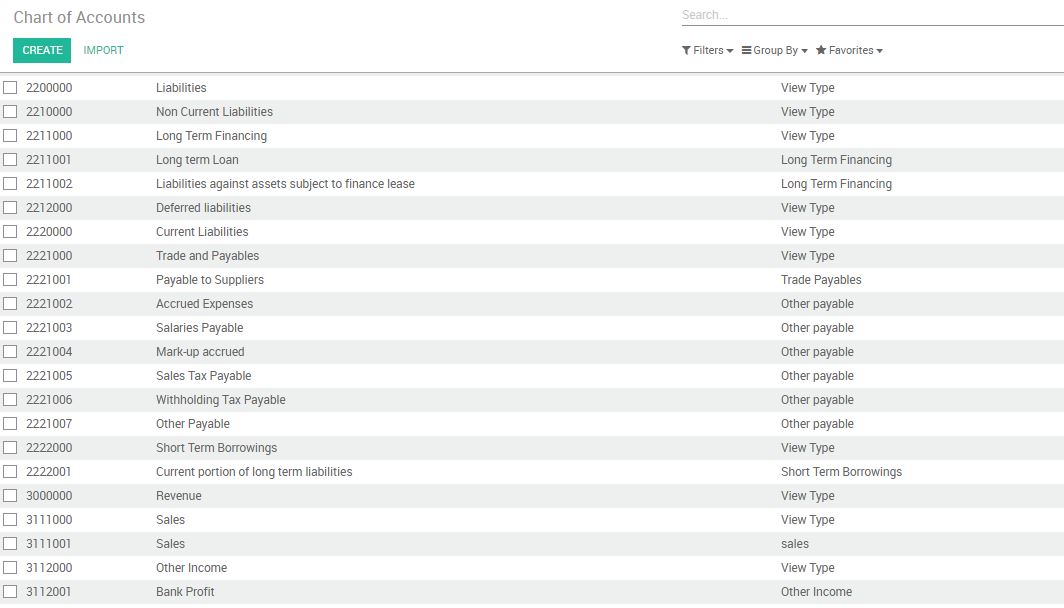 Chart of Accounts Search...
CREATE IMPORT Filters Group By Favorites
2200000 Liabilities View Type
2210000 Non Current Liabilities View Type
2211000 Long Term Financing View Type
2211001 Long term Loan Long Term Financing
2211002 Liabilities against assets subject to finance lease Long Term Financing
2212000 Deferred liabilities View Type
2220000 Current Liabilities View Type
2221000 Trade and Payables View Type
2221001 Payable to Suppliers Trade Payables
2221002 Accrued Expenses Other payable
2221003 Salaries Payable Other payable
2221004 Mark-up accrued Other payable
2221005 Sales Tax Payable Other payable
2221006 Withholding Tax Payable Other payable
2221007 Other Payable Other payable
2222000 Short Term Borrowings View Type
2222001 Current portion of long term liabilities Short Term Borrowings
3000000 Revenue View Type
3111000 Sales View Type
3111001 Sales sales
3112000 Other Income View Type
3112001 Bank Profit Other Income